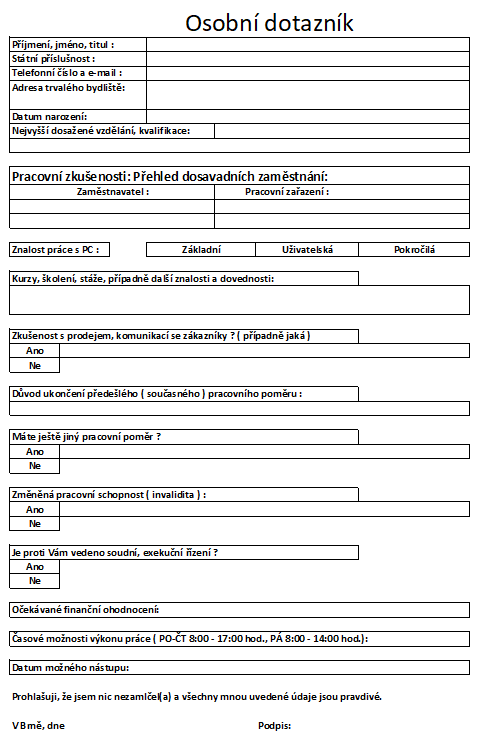 Osobní dotazník
Příjmení, jméno, titul :
Státní příslušnost :
Telefonní číslo a e-mail :
Adresa trvalého bydliště:
Datum narození:
Nejvyšší dosažené vzdělání, kvalifikace:
Pracovní zkušenosti: Přehled dosavadních zaměstnání:
Zaměstnavatel : Pracovní zařazení :
Znalost práce s PC : Základní Uživatelská Pokročilá
Kurzy, školení, stáže, případně další znalosti a dovednosti:
Zkušenost s prodejem, komunikací se zákazníky ? ( případně jaká )
Ano
Ne
Důvod ukončení předešlého ( současného ) pracovního poměru :
Máte ještě jiný pracovní poměr ?
Ano
Ne
Změněná pracovní schopnost ( invalidita ) :
Ano
Ne
Je proti Vám vedeno soudní, exekuční řízení ?
Ano
Ne
Očekávané finanční ohodnocení:
Časové možnosti výkonu práce ( PO-ČT 8:00 - 17:00 hod., PÁ 8:00 - 14:00 hod.):
Datum možného nástupu:
Prohlašuji, že jsem nic nezamlčel(a) a všechny mnou uvedené údaje jsou pravdivé.
V Brně, dne Podpis: